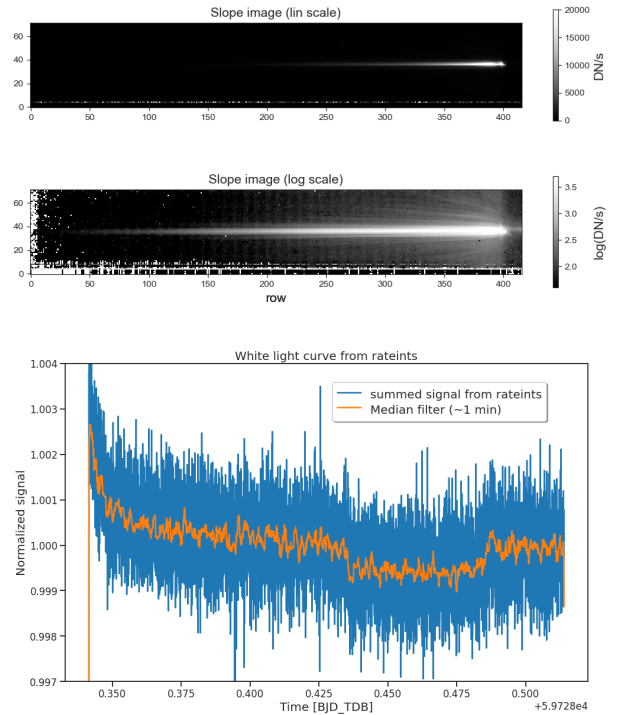 Slope image (lin scale)
60
40
20
0
0 50 100 150 200 250 300 350 400
20000
15000
10000
5000
0
DN/s
Slope image (log scale)
60
40
20
0
0 50 100 150 200 250 300 350 400
row
3.5
3.0
2.5
2.0
log(DN/s)
White light curve from rateints
1.004
1.003
1.002
1.001
1.000
0.999
0.998
0.997
Normalized signal
summed signal from rateints
Median filter (~1 min)
0.350 0.375 0.400 0.425 0.450 0.475 0.500
Time [BJD_TDB]
+5.9728e4